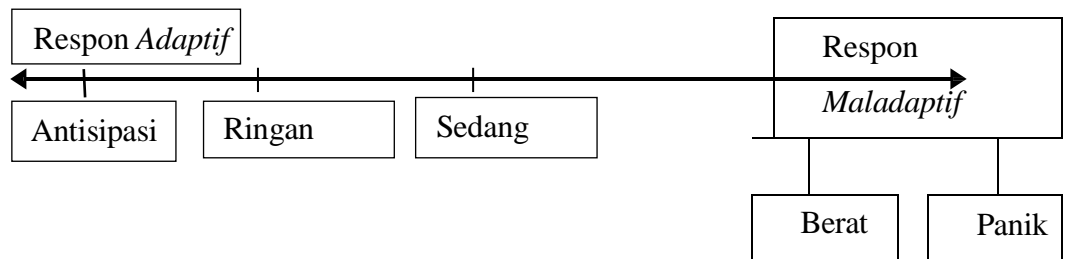 Respon Adaptif
Respon
Maladaptif
Antisipasi
Ringan
Sedang
Berat
Panik